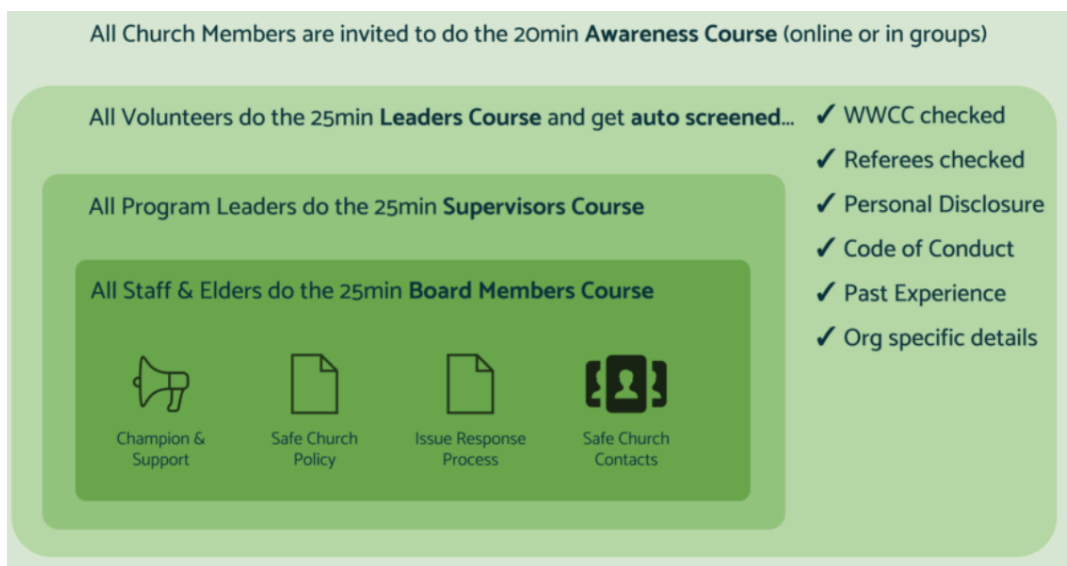 All Church Members are invited to do the 20min Awareness Course (online or in groups)
All Volunteers do the 25min Leaders Course and get auto screened...
✓ WWCC checked
✓ Referees checked
✓ Personal Disclosure
✓ Code of Conduct
✓ Past Experience
✓ Org specific details
All Program Leaders do the 25min Supervisors Course
All Staff & Elders do the 25min Board Members Course
Champion &
Support
Safe Church
Policy
Issue Response
Process
Safe Church
Contacts